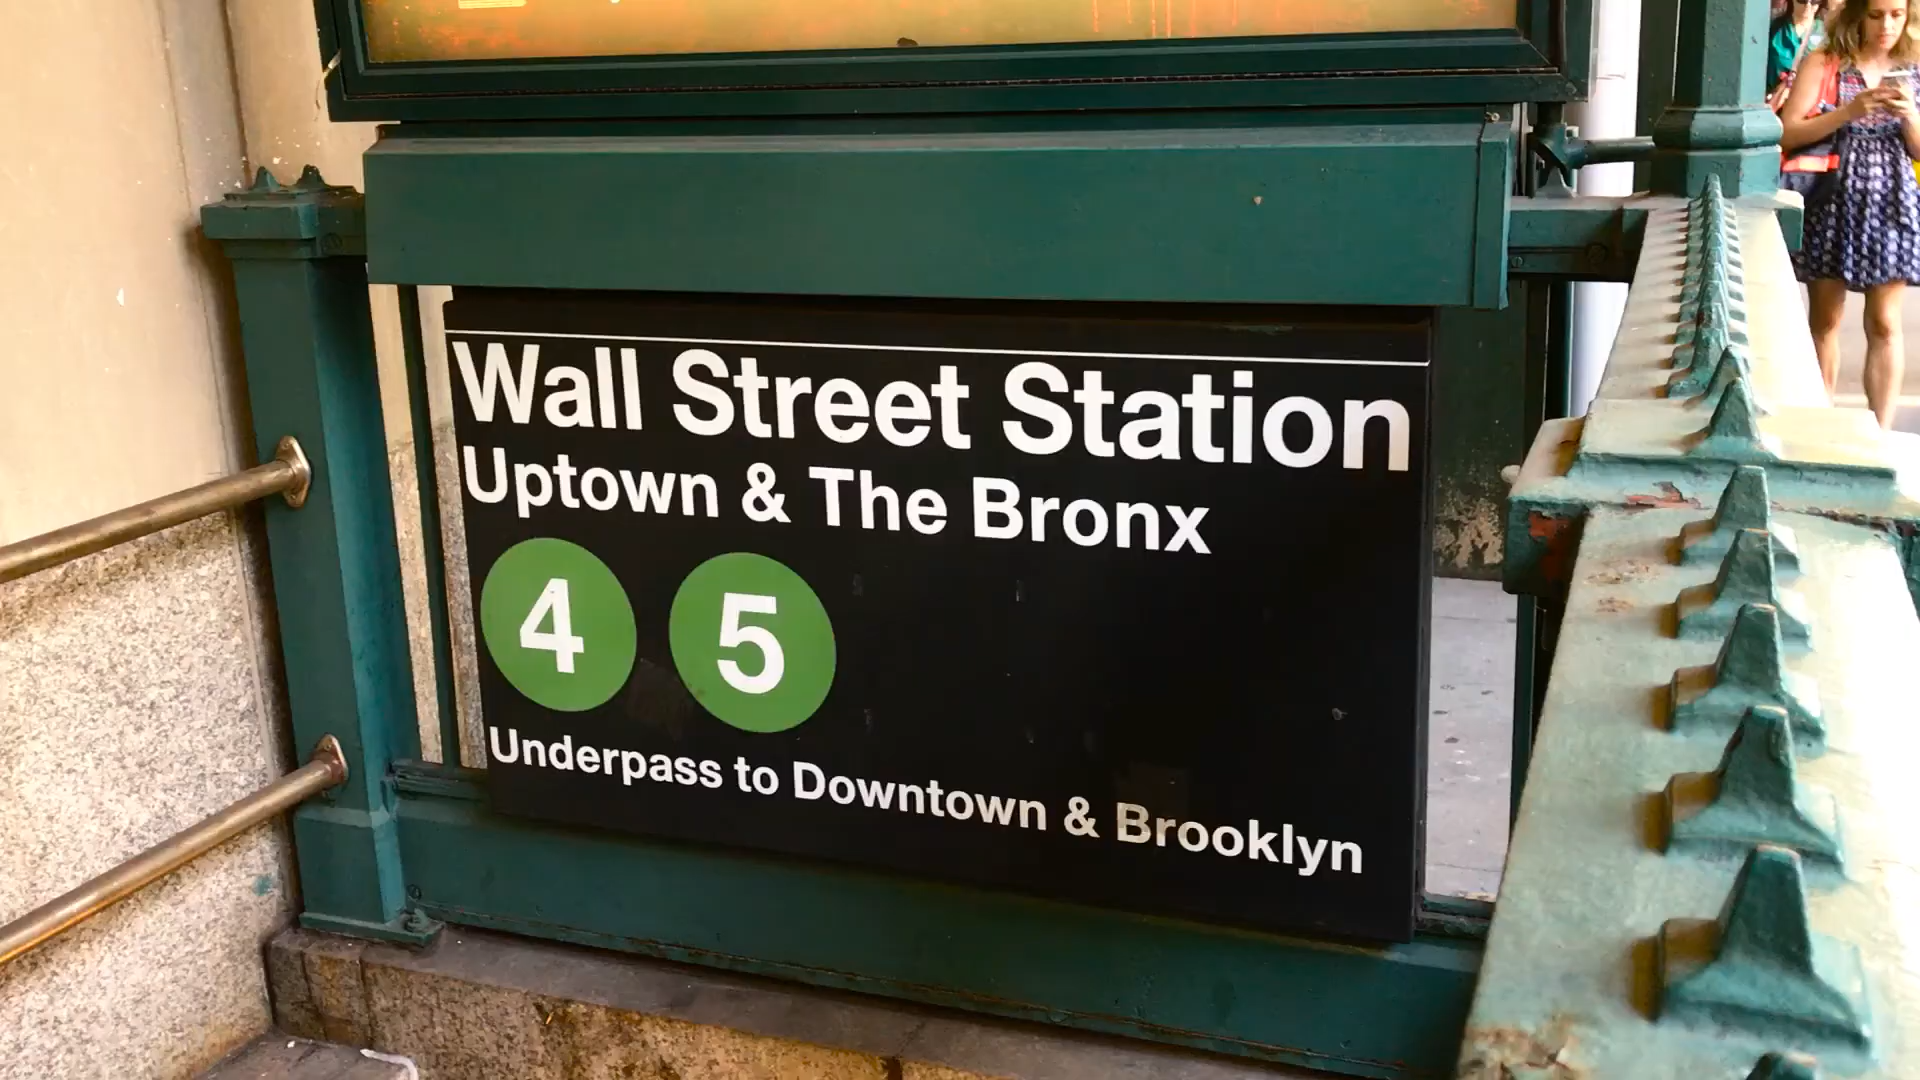 Wall Street Station
Uptown & The Bronx
4 5
Underpass to Downtown & Brooklyn